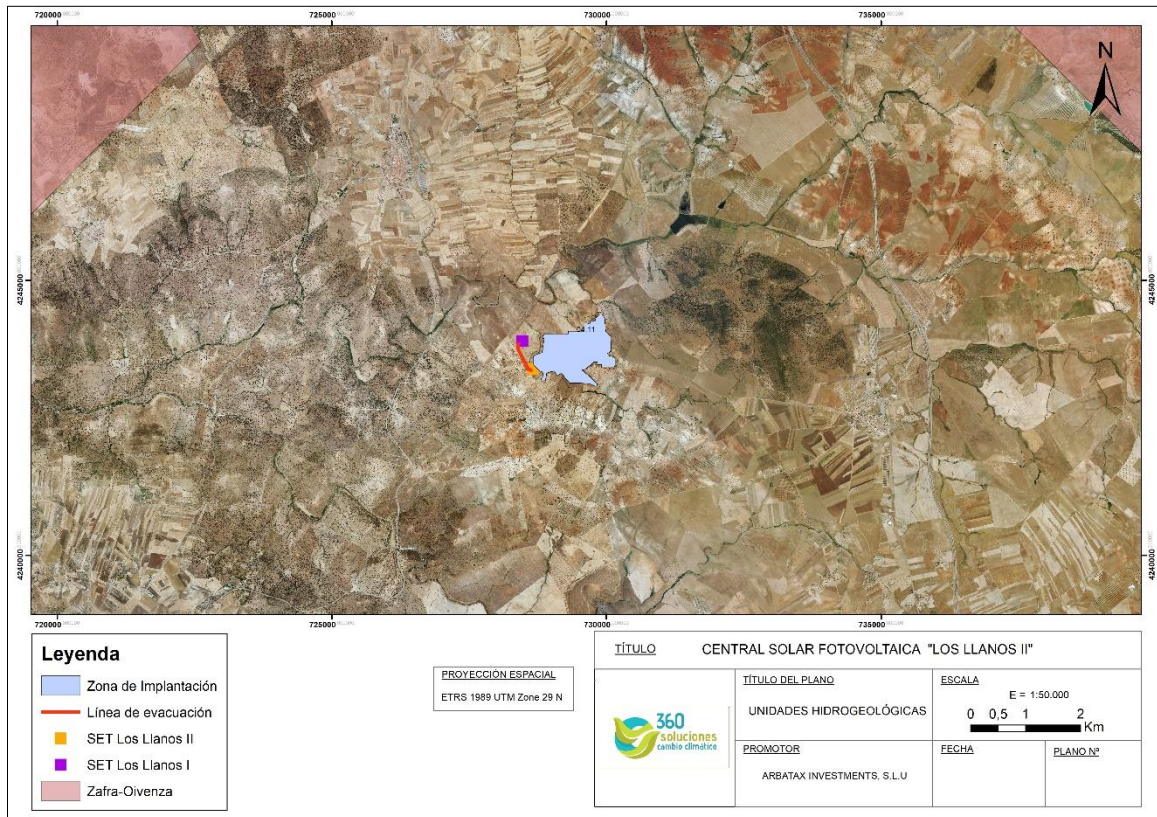 720000 725000 730000 735000
N
4245000 4245000
04.11
4240000 4240000
720000 725000 730000 735000
Leyenda
Zona de Implantación
Línea de evacuación
SET Los Llanos II
SET Los Llanos I
Zafra-Oivenza
PROYECCIÓN ESPACIAL
ETRS 1989 UTM Zone 29 N
TÍTULO CENTRAL SOLAR FOTOVOLTAICA "LOS LLANOS II"
360
soluciones
cambio climático
TÍTULO DEL PLANO
UNIDADES HIDROGEOLÓGICAS
ESCALA
E = 1:50.000
0 0,5 1 2
Km
PROMOTOR
ARBATAX INVESTMENTS, S.L.U
FECHA
PLANO Nª